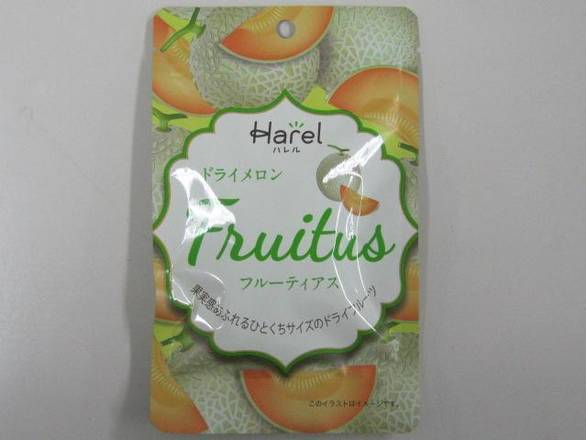 Harel
ハレル
ドライメロン
Fruitus
フルーティアス
果実感あふれるひとくちサイズのドライフルーツ
このイラストはイメージです。